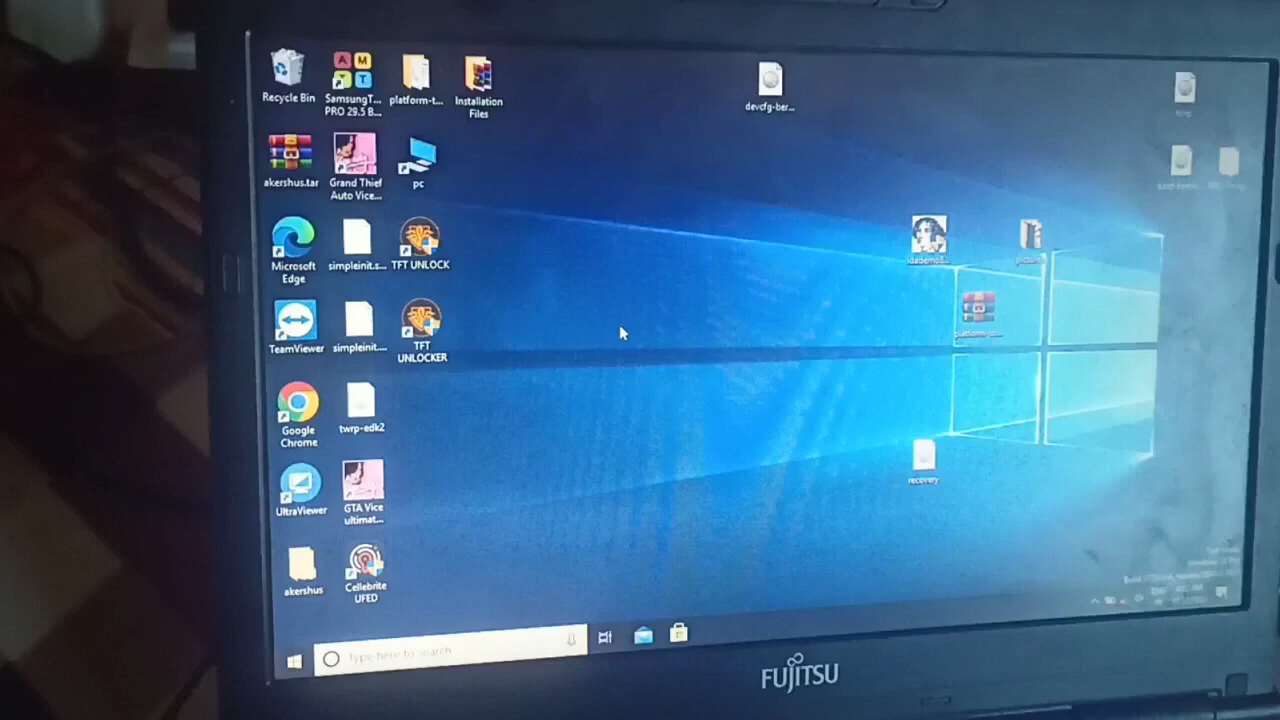 Recycle Bin
SamsungT...
PRO 29.5 B...
platform-t...
Installation
Files
devcfg-ber...
akershus.tar
Grand Thief
Auto Vice...
pc
Microsoft
Edge
simpleinit.s...
TFT UNLOCK
TeamViewer
simpleinit....
TFT
UNLOCKER
Google
Chrome
twrp-edk2
recovery
UltraViewer
GTA Vice
ultimat...
akershus
Cellebrite
UFED
Type here to search
FUJITSU